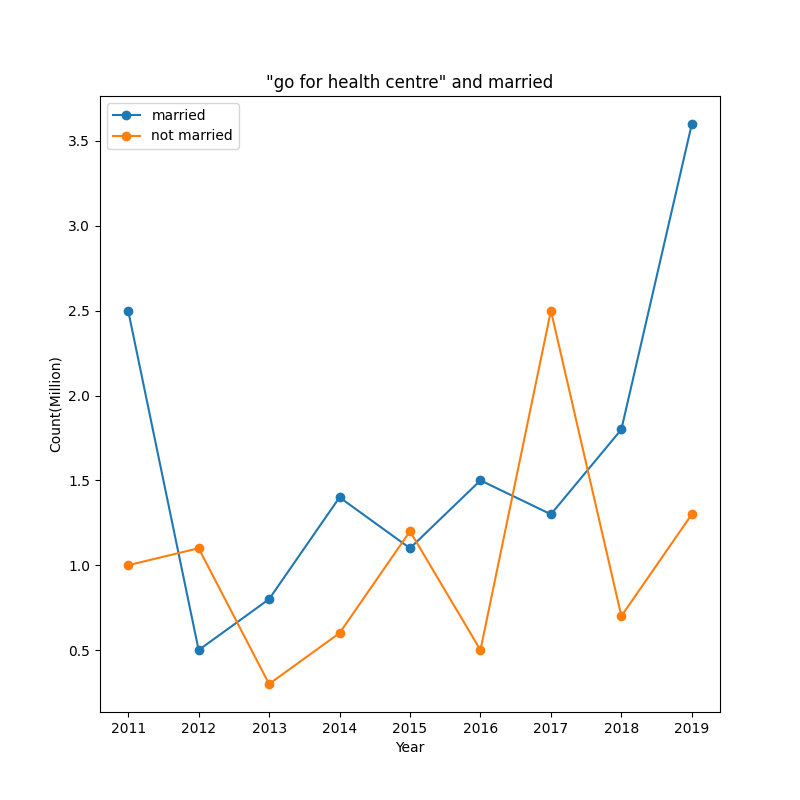 "go for health centre" and married
married
not married
3.5
3.0
2.5
2.0
1.5
1.0
0.5
Count(Million)
2011 2012 2013 2014 2015 2016 2017 2018 2019
Year